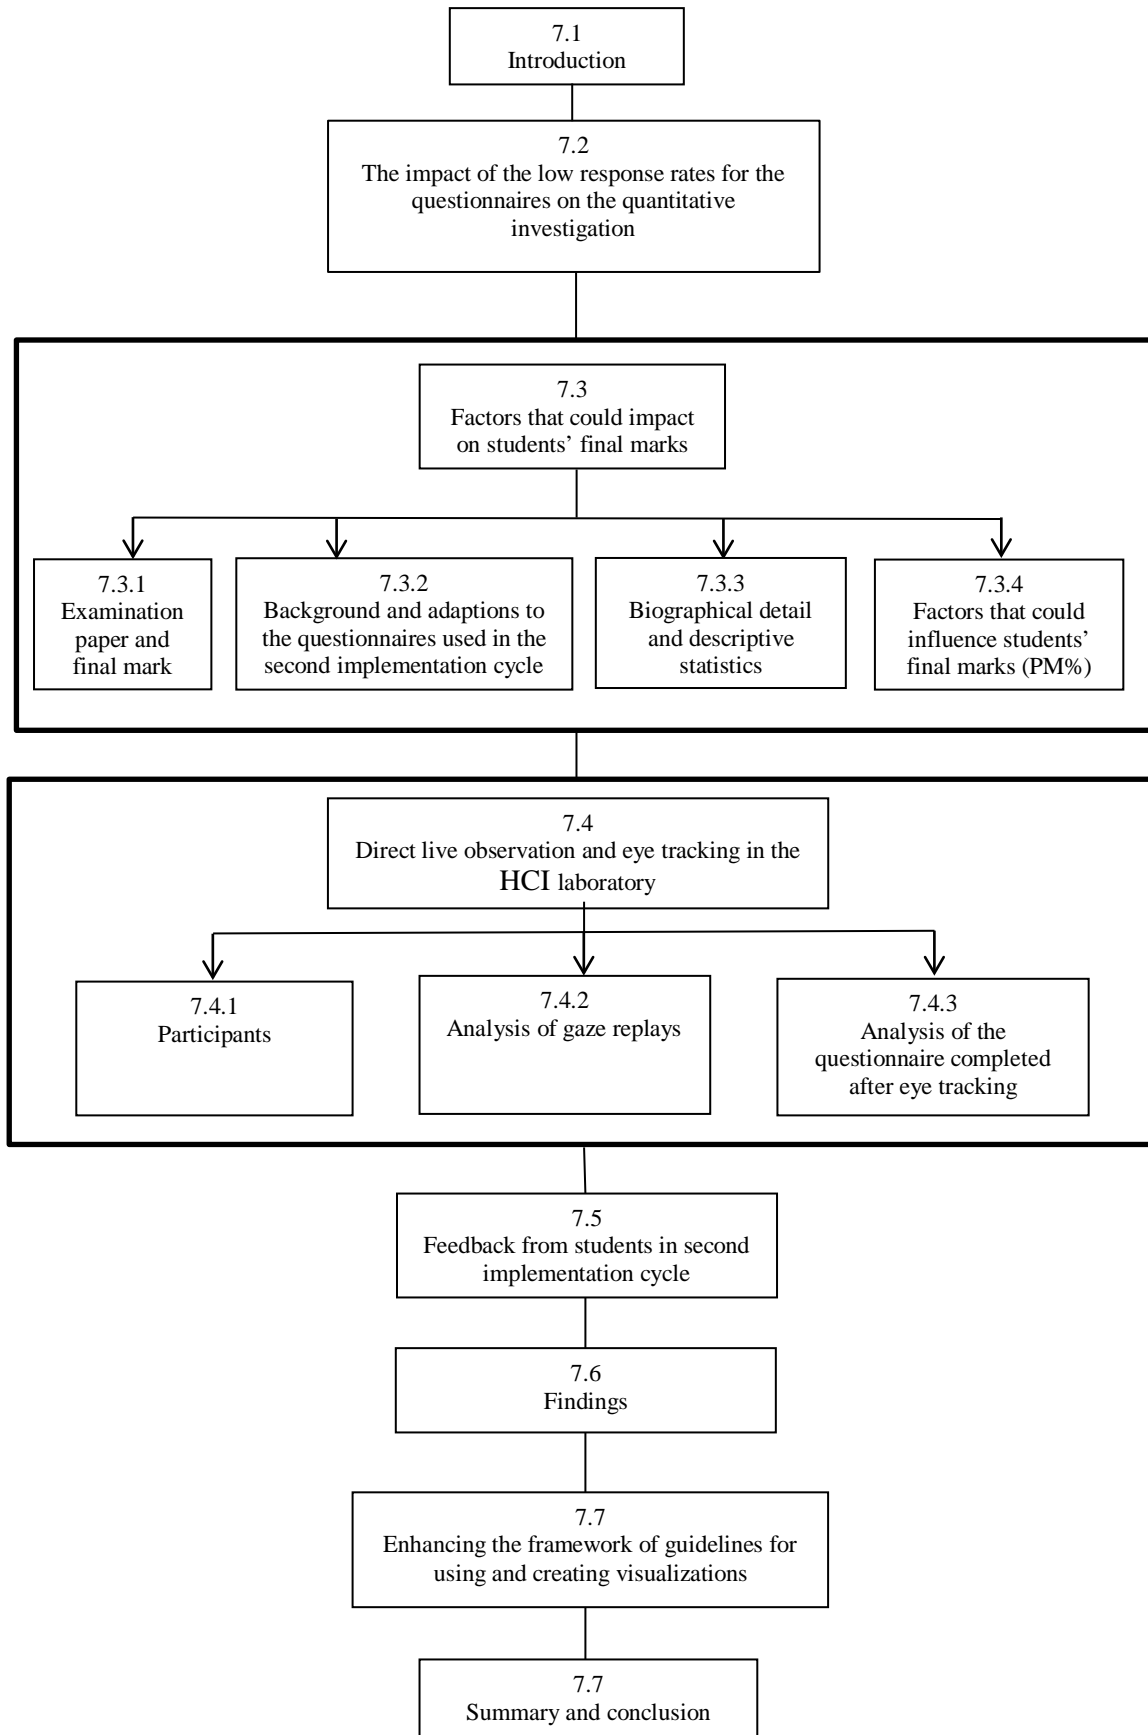 7.1
Introduction
7.2
The impact of the low response rates for the
questionnaires on the quantitative
investigation
7.3
Factors that could impact
on students’ final marks
7.3.1
Examination
paper and
final mark
7.3.2
Background and adaptions to
the questionnaires used in the
second implementation cycle
7.3.3
Biographical detail
and descriptive
statistics
7.3.4
Factors that could
influence students’
final marks (PM%)
7.4
Direct live observation and eye tracking in the
HCI laboratory
7.4.1
Participants
7.4.2
Analysis of gaze replays
7.4.3
Analysis of the
questionnaire completed
after eye tracking
7.5
Feedback from students in second
implementation cycle
7.6
Findings
7.7
Enhancing the framework of guidelines for
using and creating visualizations
7.7
Summary and conclusion